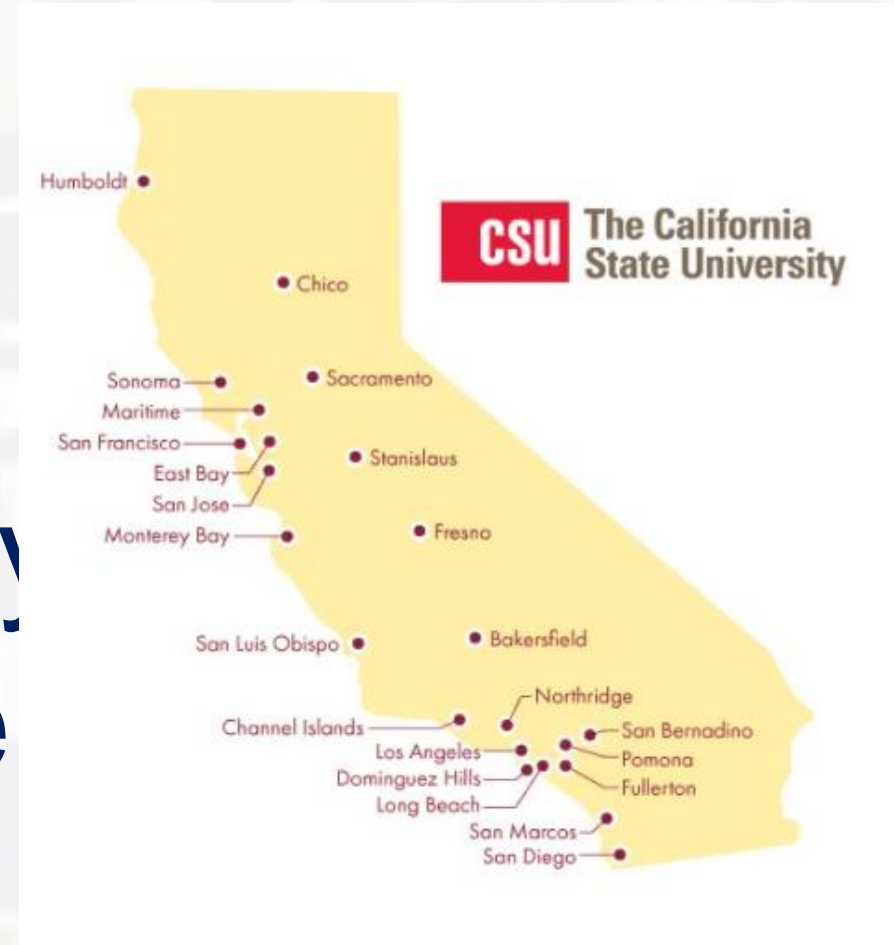 Humboldt
CSU
The California
State University
Chico
Sonoma
Sacramento
Maritime
San Francisco
East Bay
Stanislaus
San Jose
Monterey Bay
Fresno
San Luis Obispo
Bakersfield
Northridge
Channel Islands
San Bernadino
Los Angeles
Pomona
Dominguez Hills
Fullerton
Long Beach
San Marcos
San Diego
y
e